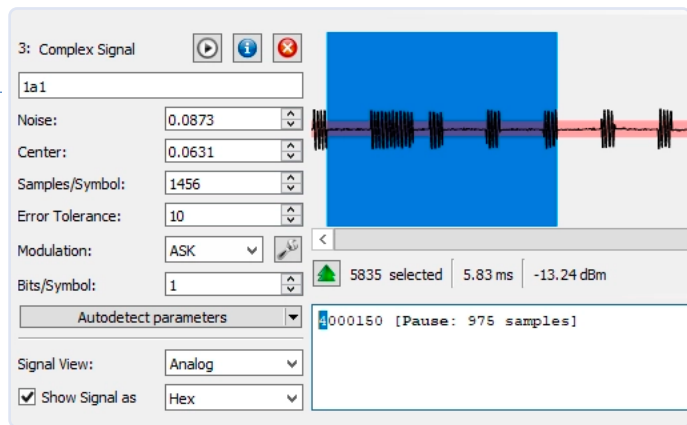 3: Complex Signal
1a1
Noise: 0.0873
Center: 0.0631
Samples/Symbol: 1456
Error Tolerance: 10
Modulation: ASK
Bits/Symbol: 1
Autodetect parameters
Signal View: Analog
Show Signal as Hex
5835 selected 5.83 ms -13.24 dBm
4000150 [Pause: 975 samples]